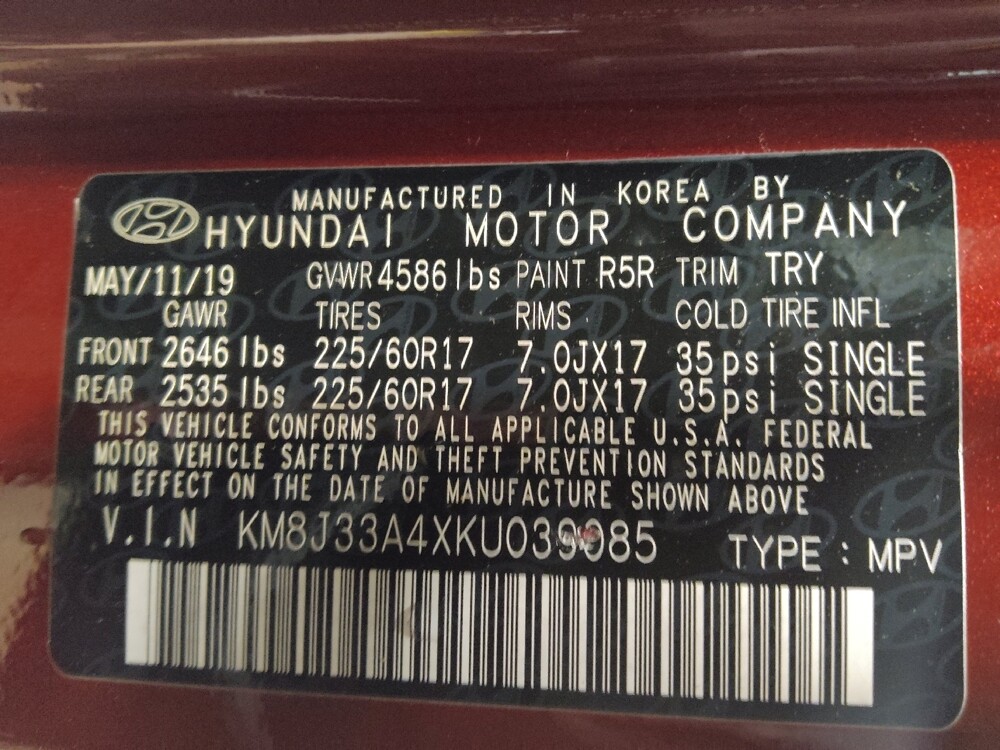 MANUFACTURED IN KOREA BY
HYUNDAI MOTOR COMPANY
MAY/11/19 GVWR 4586 lbs PAINT R5R TRIM TRY
GAWR TIRES RIMS COLD TIRE INFL
FRONT 2646 lbs 225/60R17 7.0JX17 35psi SINGLE
REAR 2535 lbs 225/60R17 7.0JX17 35psi SINGLE
THIS VEHICLE CONFORMS TO ALL APPLICABLE U.S.A. FEDERAL
MOTOR VEHICLE SAFETY AND THEFT PREVENTION STANDARDS
IN EFFECT ON THE DATE OF MANUFACTURE SHOWN ABOVE
V.I.N KM8J33A4XKU039085 TYPE : MPV